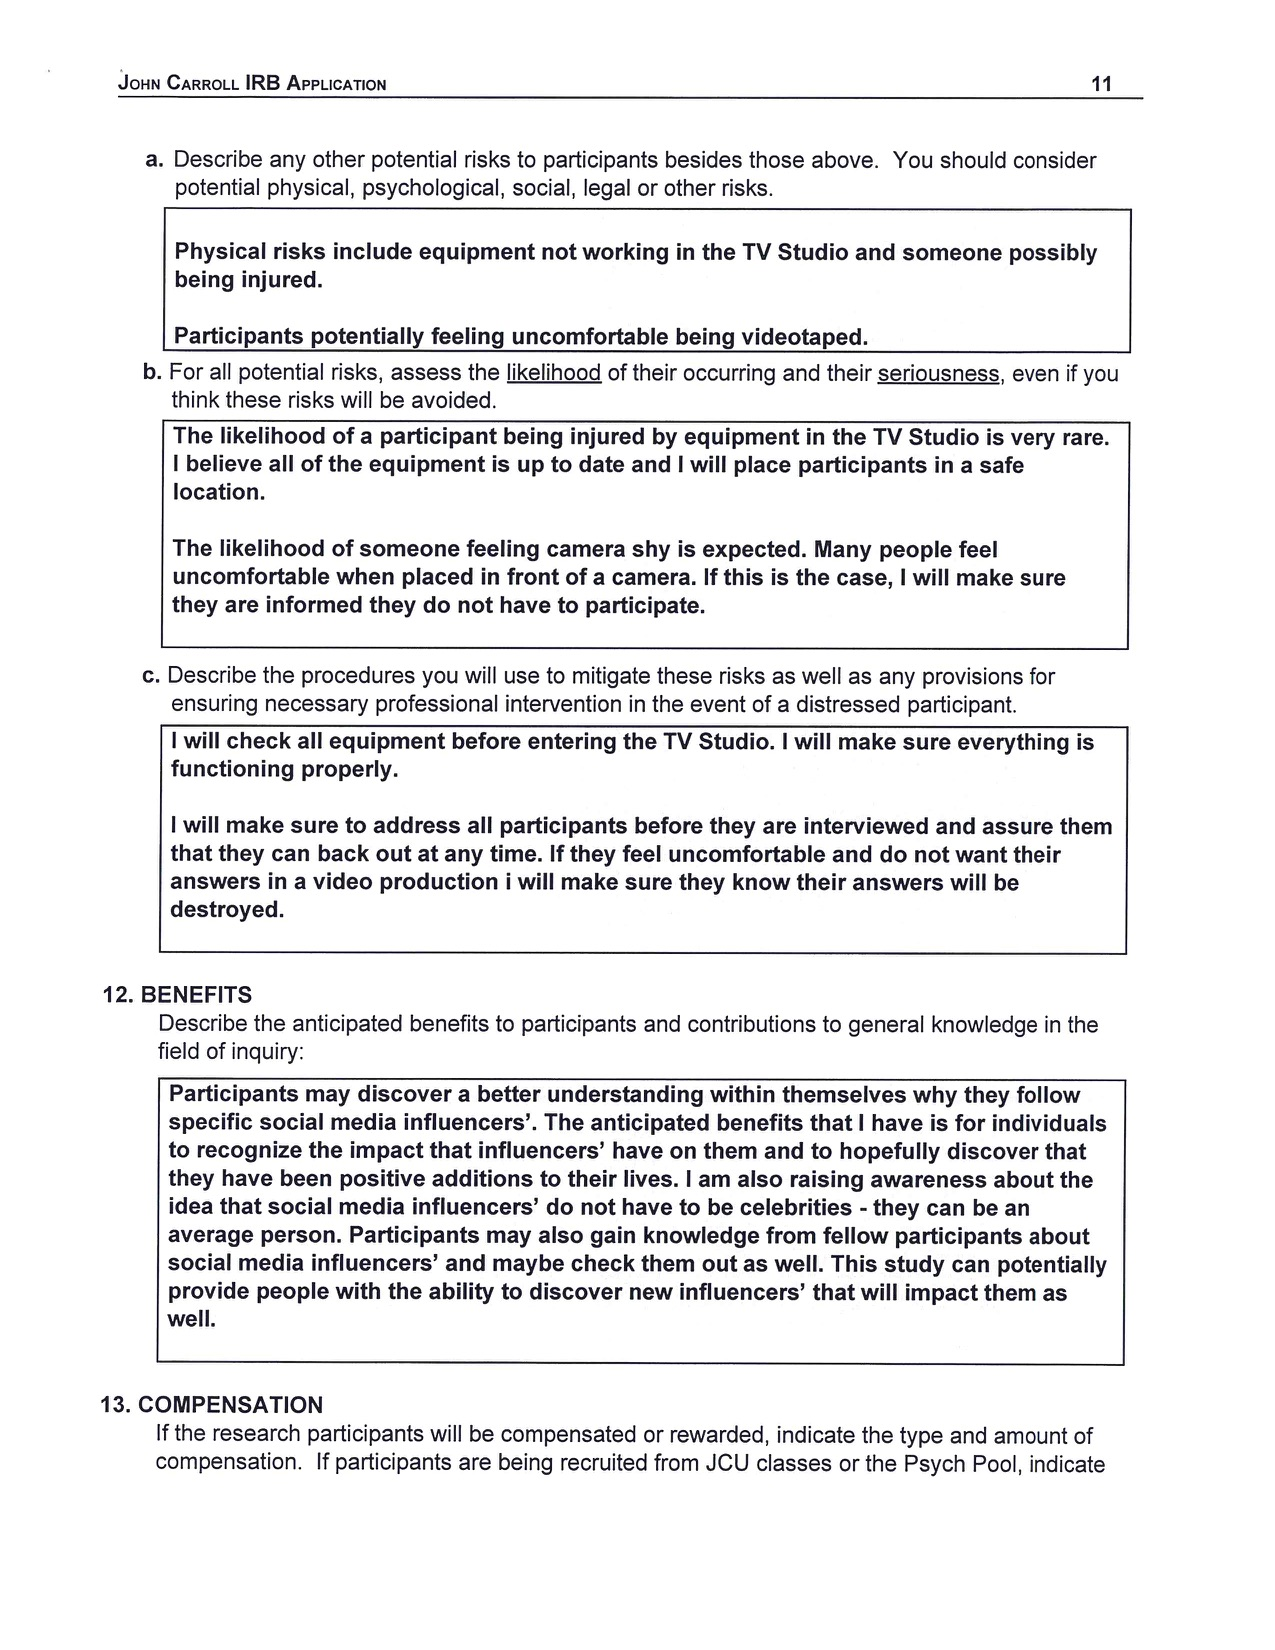 JOHN CARROLL IRB APPLICATION 11
a. Describe any other potential risks to participants besides those above. You should consider
potential physical, psychological, social, legal or other risks.
Physical risks include equipment not working in the TV Studio and someone possibly
being injured.
Participants potentially feeling uncomfortable being videotaped.
b. For all potential risks, assess the likelihood of their occurring and their seriousness, even if you
think these risks will be avoided.
The likelihood of a participant being injured by equipment in the TV Studio is very rare.
I believe all of the equipment is up to date and I will place participants in a safe
location.
The likelihood of someone feeling camera shy is expected. Many people feel
uncomfortable when placed in front of a camera. If this is the case, I will make sure
they are informed they do not have to participate.
c. Describe the procedures you will use to mitigate these risks as well as any provisions for
ensuring necessary professional intervention in the event of a distressed participant.
I will check all equipment before entering the TV Studio. I will make sure everything is
functioning properly.
I will make sure to address all participants before they are interviewed and assure them
that they can back out at any time. If they feel uncomfortable and do not want their
answers in a video production i will make sure they know their answers will be
destroyed.
12. BENEFITS
Describe the anticipated benefits to participants and contributions to general knowledge in the
field of inquiry:
Participants may discover a better understanding within themselves why they follow
specific social media influencers’. The anticipated benefits that I have is for individuals
to recognize the impact that influencers’ have on them and to hopefully discover that
they have been positive additions to their lives. I am also raising awareness about the
idea that social media influencers’ do not have to be celebrities - they can be an
average person. Participants may also gain knowledge from fellow participants about
social media influencers’ and maybe check them out as well. This study can potentially
provide people with the ability to discover new influencers’ that will impact them as
well.
13. COMPENSATION
If the research participants will be compensated or rewarded, indicate the type and amount of
compensation. If participants are being recruited from JCU classes or the Psych Pool, indicate